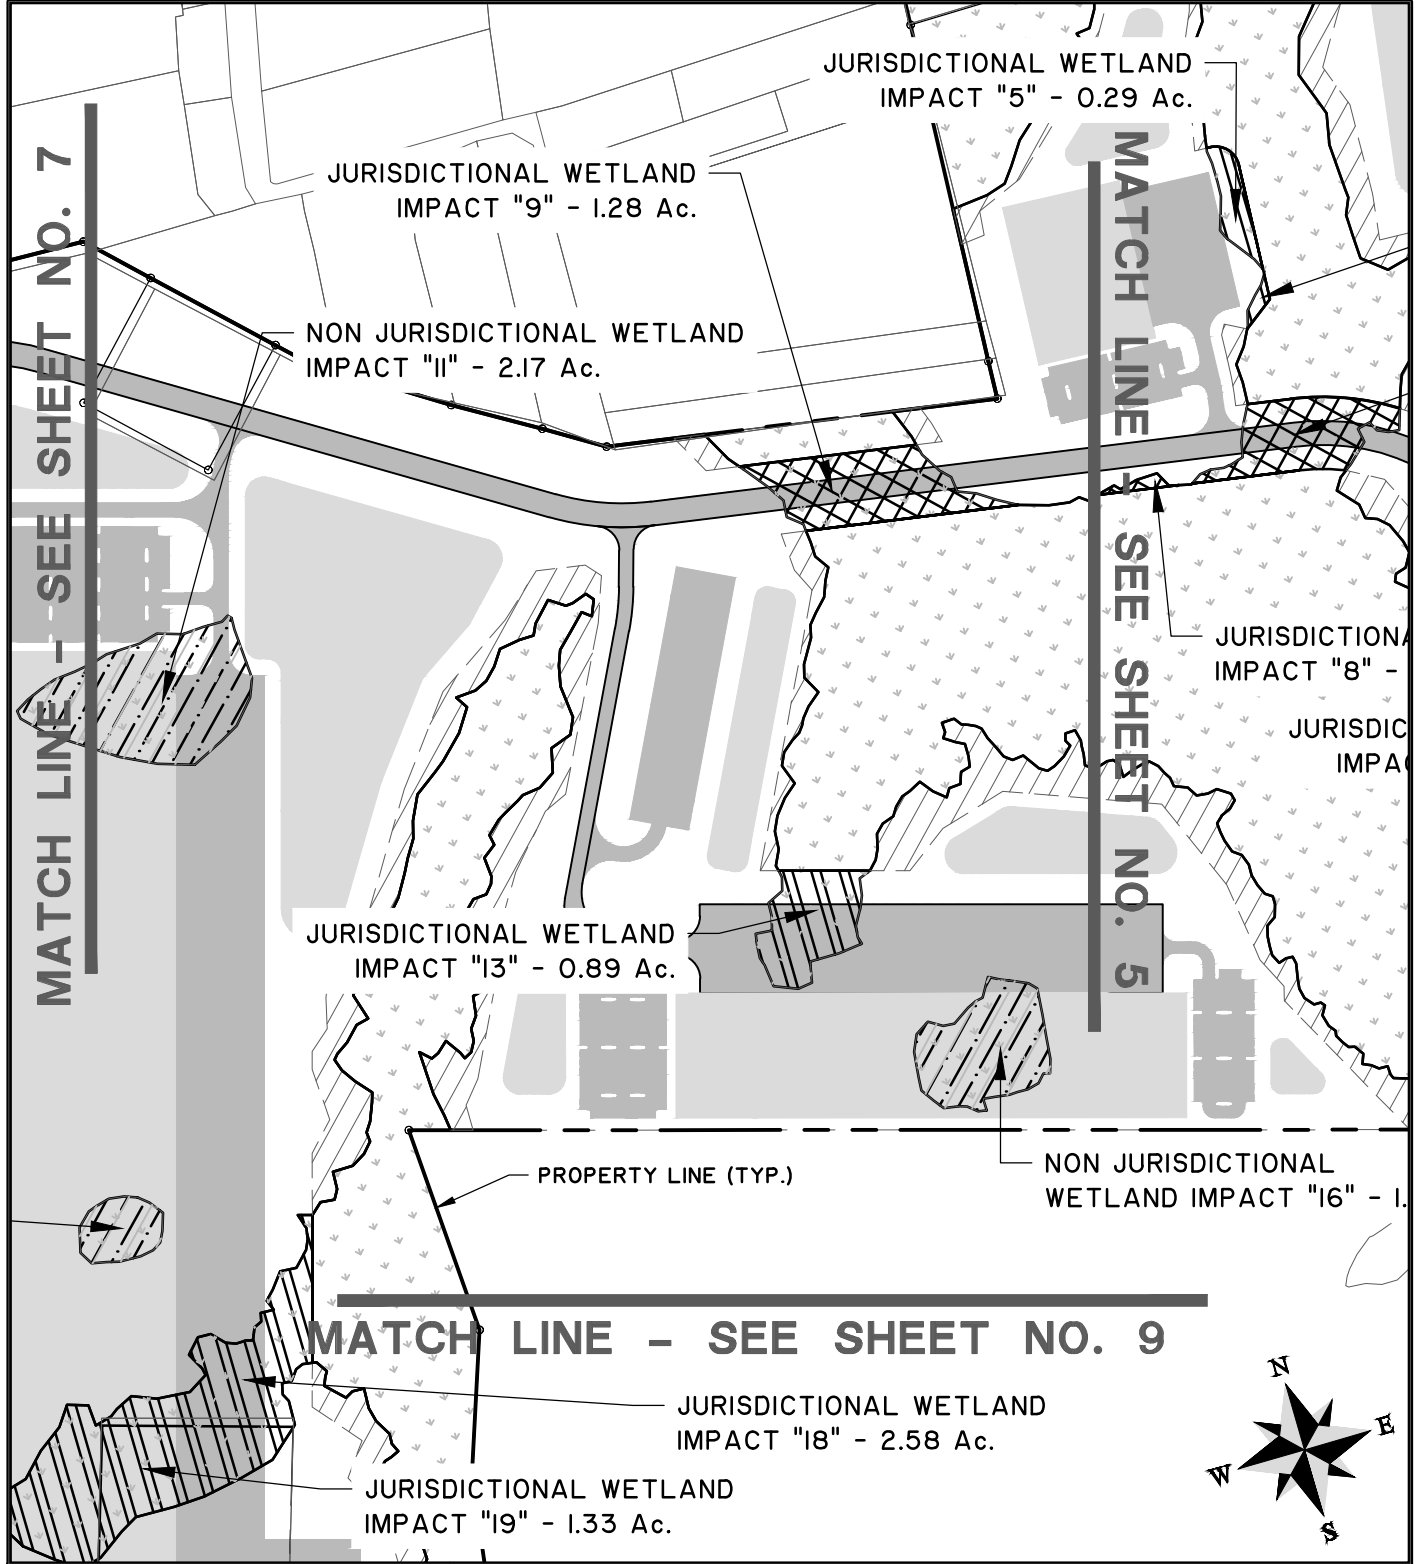 JURISDICTIONAL WETLAND
IMPACT "5" - 0.29 Ac.
MATCH LINE - SEE SHEET NO. 7
JURISDICTIONAL WETLAND
IMPACT "9" - 1.28 Ac.
MATCH LINE - SEE SHEET NO. 5
NON JURISDICTIONAL WETLAND
IMPACT "11" - 2.17 Ac.
JURISDICTIONA
IMPACT "8" -
JURISDIC
IMPAC
JURISDICTIONAL WETLAND
IMPACT "13" - 0.89 Ac.
NON JURISDICTIONAL
WETLAND IMPACT "16" - 1.
PROPERTY LINE (TYP.)
MATCH LINE - SEE SHEET NO. 9
JURISDICTIONAL WETLAND
IMPACT "18" - 2.58 Ac.
JURISDICTIONAL WETLAND
IMPACT "19" - 1.33 Ac.
N
E
W
S